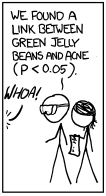 WE FOUND A
LINK BETWEEN
GREEN JELLY
BEANS AND ACNE
(P < 0.05).
WHOA!